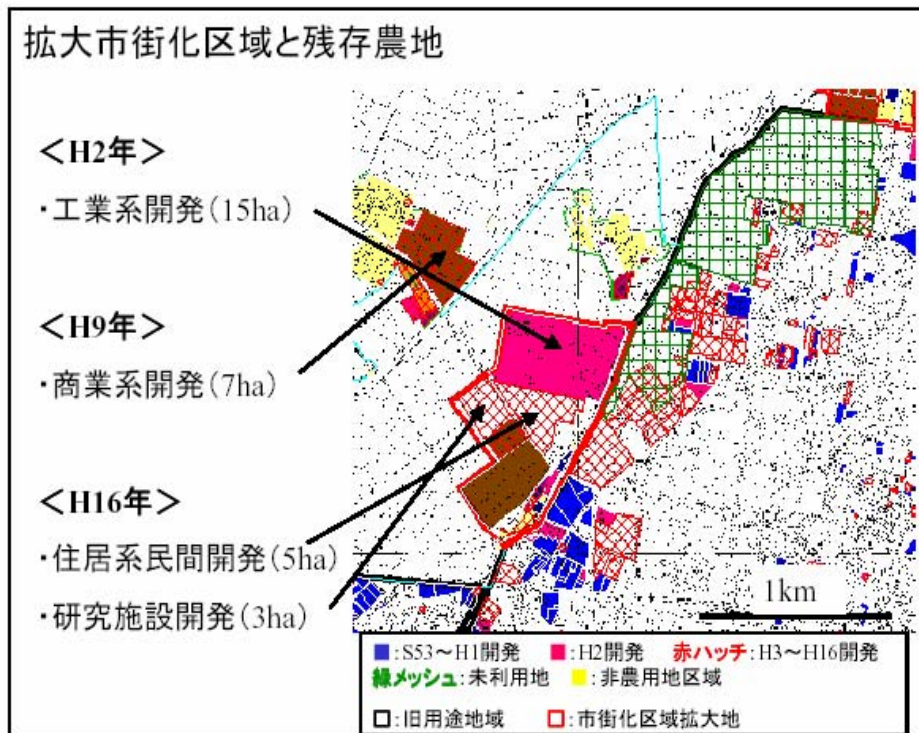 拡大市街化区域と残存農地
＜H2年＞
・工業系開発(15ha)
＜H9年＞
・商業系開発(7ha)
＜H16年＞
・住居系民間開発(5ha)
・研究施設開発(3ha)
1km
■:S53～H1開発 ■:H2開発 赤ハッチ:H3～H16開発
緑メッシュ:未利用地 ■:非農用地区域
□:旧用途地域 □:市街化区域拡大地